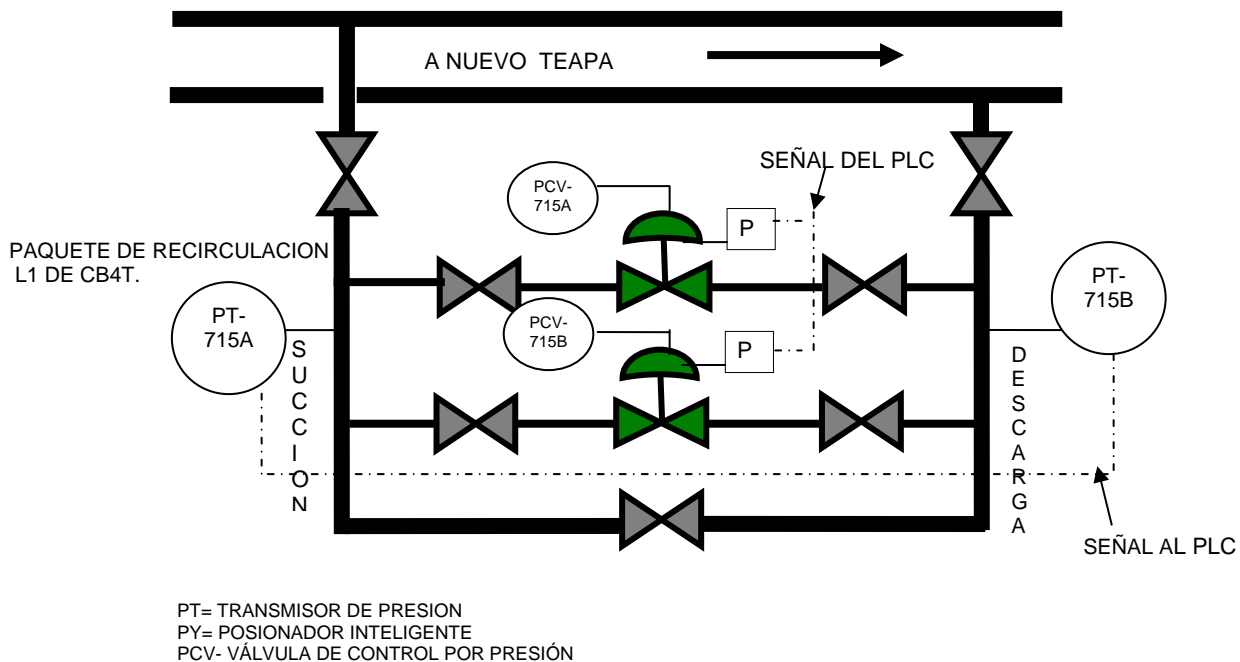 A NUEVO TEAPA
SEÑAL DEL PLC
PCV-
715A
P
PAQUETE DE RECIRCULACION
L1 DE CB4T.
PT-
715A
PCV-
715B
P
PT-
715B
SUCCION
DESCARGA
SEÑAL AL PLC
PT= TRANSMISOR DE PRESION
PY= POSIONADOR INTELIGENTE
PCV- VÁLVULA DE CONTROL POR PRESIÓN